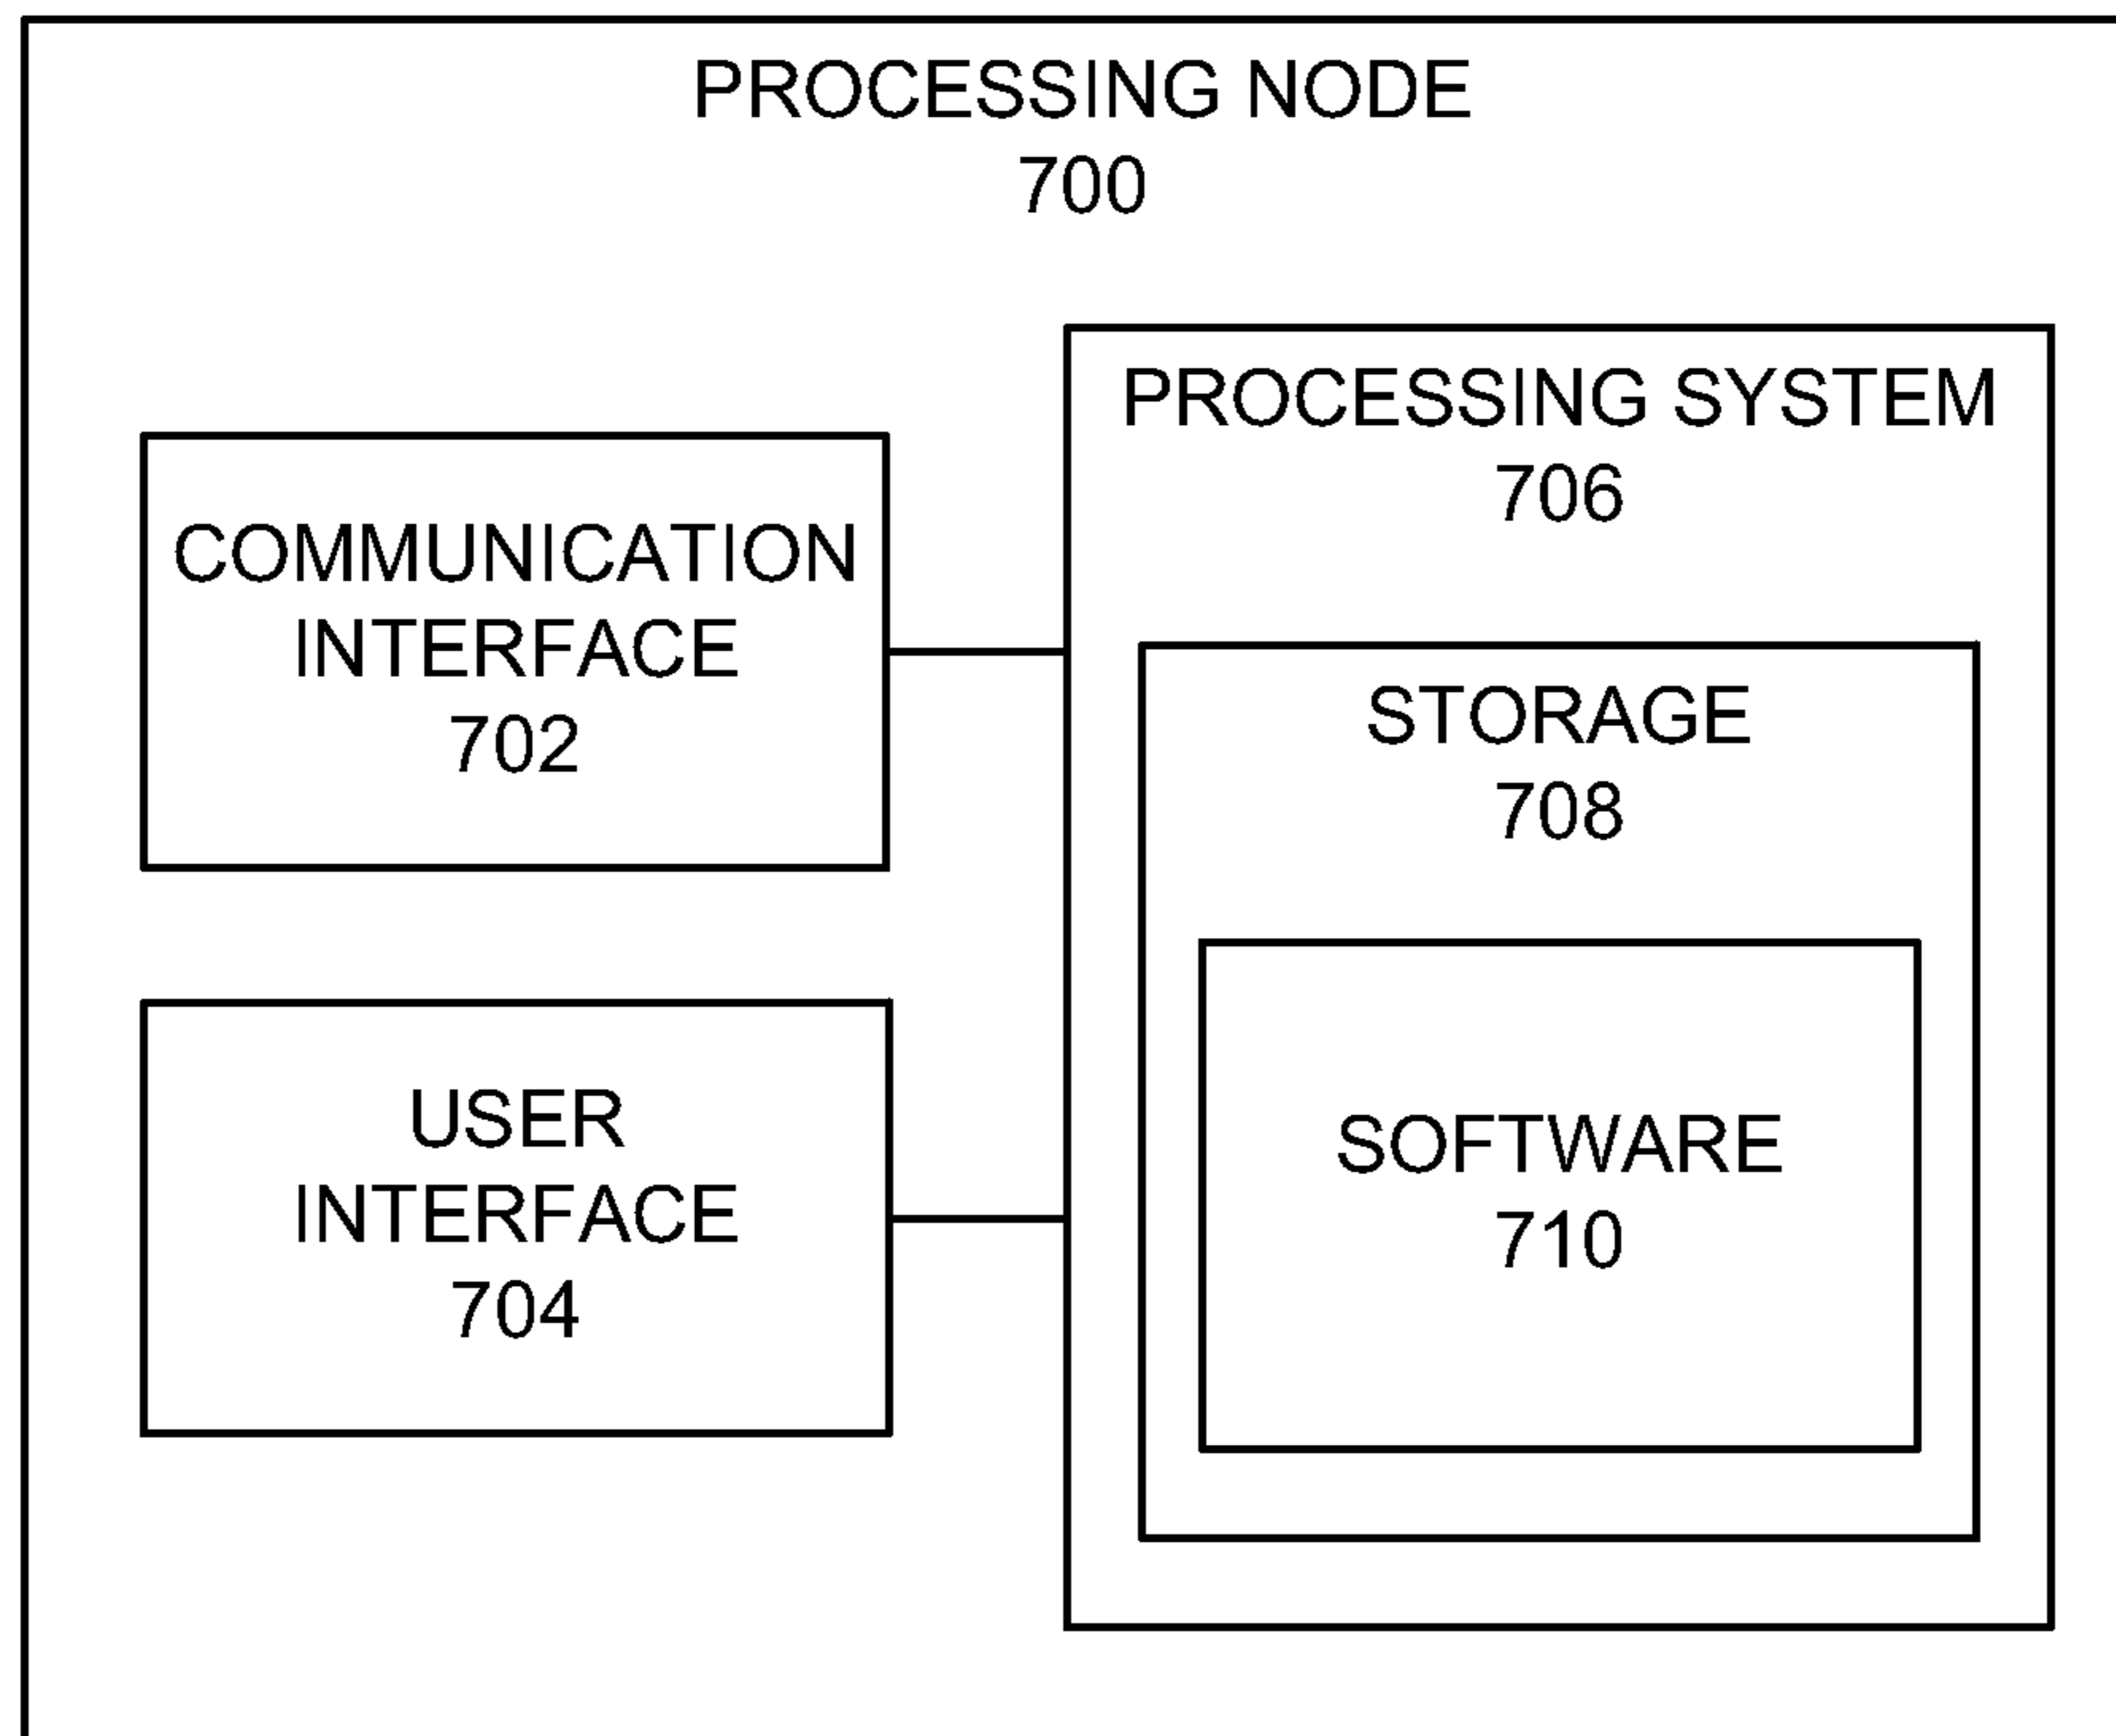 PROCESSING NODE
700
COMMUNICATION
INTERFACE
702
USER
INTERFACE
704
PROCESSING SYSTEM
706
STORAGE
708
SOFTWARE
710